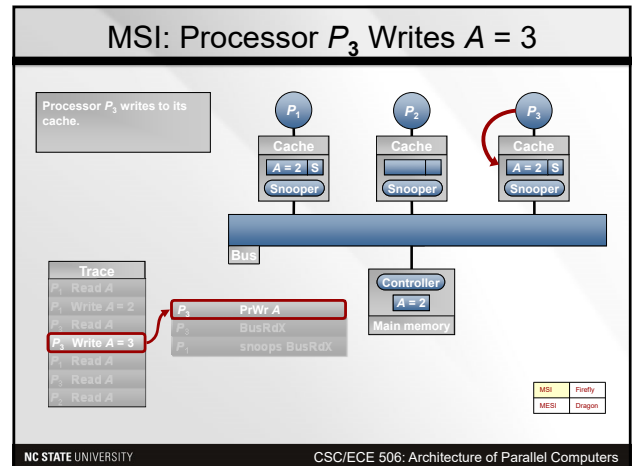 MSI: Processor P3 Writes A = 3
Processor P3 writes to its
cache.
P1
P2
P3
Cache
Cache
Cache
A = 2 S
A = 2 S
Snooper
Snooper
Snooper
Bus
Trace
P1 Read A
P1 Write A = 2
P3 Read A
P3 Write A = 3
P1 Read A
P3 Read A
P2 Read A
P3 PrWr A
P3 BusRdX
P1 snoops BusRdX
Controller
A = 2
Main memory
MSI Firefly
MESI Dragon
NC STATE UNIVERSITY
CSC/ECE 506: Architecture of Parallel Computers